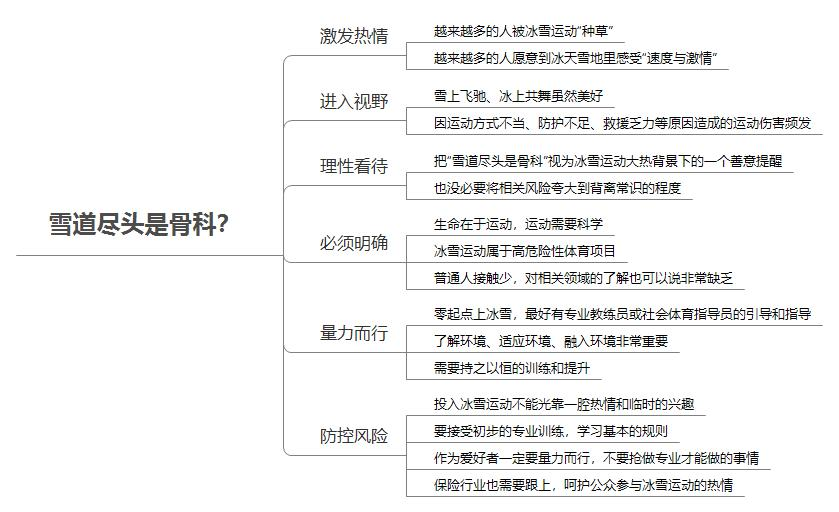 雪道尽头是骨科?
激发热情
越来越多的人被冰雪运动“种草”
越来越多的人愿意到冰天雪地里感受“速度与激情”
进入视野
雪上飞驰、冰上共舞虽然美好
因运动方式不当、防护不足、救援乏力等原因造成的运动伤害频发
理性看待
把“雪道尽头是骨科”视为冰雪运动大热背景下的一个善意提醒
也没必要将相关风险夸大到背离常识的程度
必须明确
生命在于运动，运动需要科学
冰雪运动属于高危险性体育项目
普通人接触少，对相关领域的了解也可以说非常缺乏
量力而行
零起点上冰雪，最好有专业教练员或社会体育指导员的引导和指导
了解环境、适应环境、融入环境非常重要
需要持之以恒的训练和提升
防控风险
投入冰雪运动不能光靠一腔热情和临时的兴趣
要接受初步的专业训练，学习基本的规则
作为爱好者一定要量力而行，不要抢做专业才能做的事情
保险行业也需要跟上，呵护公众参与冰雪运动的热情